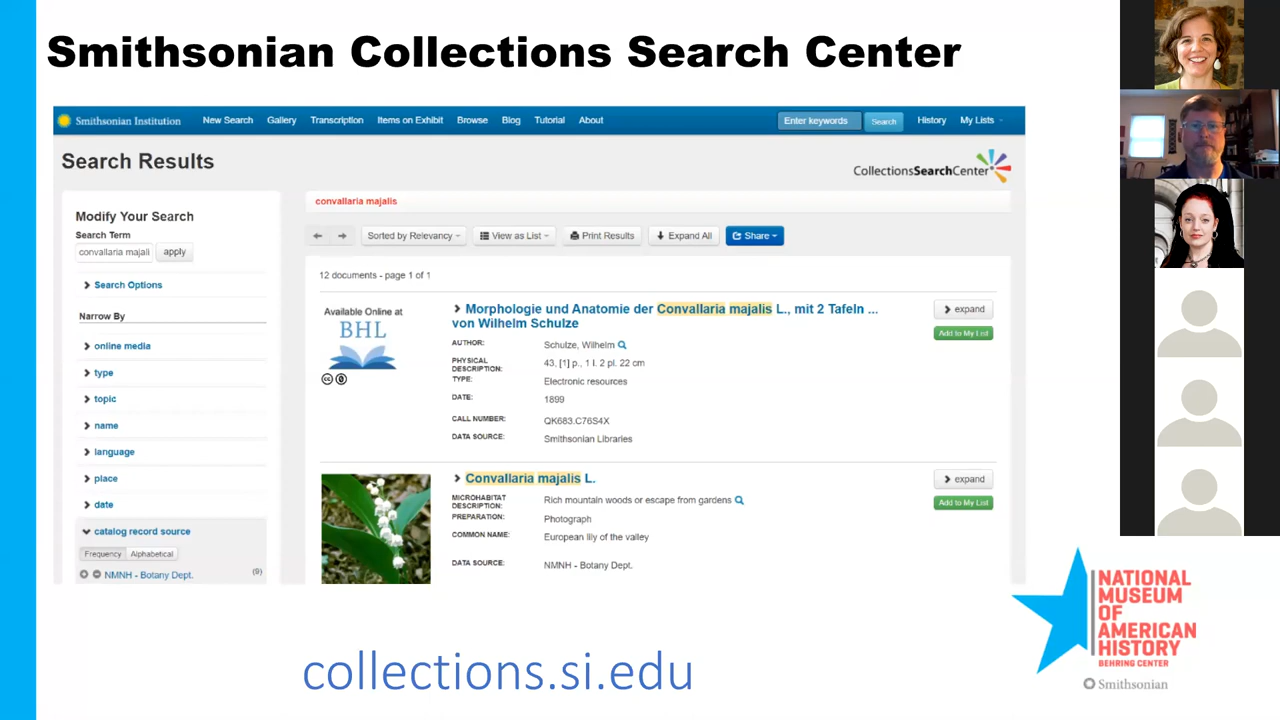 Smithsonian Collections Search Center
Smithsonian Institution New Search Gallery Transcription Items on Exhibit Browse Blog Tutorial About Enter keywords Search History My Lists
Search Results
CollectionsSearchCenter
Modify Your Search
Search Term
convallaria majali apply
Search Options
Narrow By
online media
type
topic
name
language
place
date
catalog record source
Frequency Alphabetical
NMNH - Botany Dept. (9)
convallaria majalis
Sorted by Relevancy View as List Print Results Expand All Share
12 documents - page 1 of 1
Available Online at
BHL
cc
Morphologie und Anatomie der Convallaria majalis L., mit 2 Tafeln ...
von Wilhelm Schulze
expand
Add to My List
AUTHOR: Schulze, Wilhelm
PHYSICAL DESCRIPTION: 43, [1] p., 1 l. 2 pl. 22 cm
TYPE: Electronic resources
DATE: 1899
CALL NUMBER: QK683.C76S4X
DATA SOURCE: Smithsonian Libraries
Convallaria majalis L.
expand
Add to My List
MICROHABITAT DESCRIPTION: Rich mountain woods or escape from gardens
PREPARATION: Photograph
COMMON NAME: European lily of the valley
DATA SOURCE: NMNH - Botany Dept.
collections.si.edu
NATIONAL
MUSEUM
OF
AMERICAN
HISTORY
BEHRING CENTER
Smithsonian